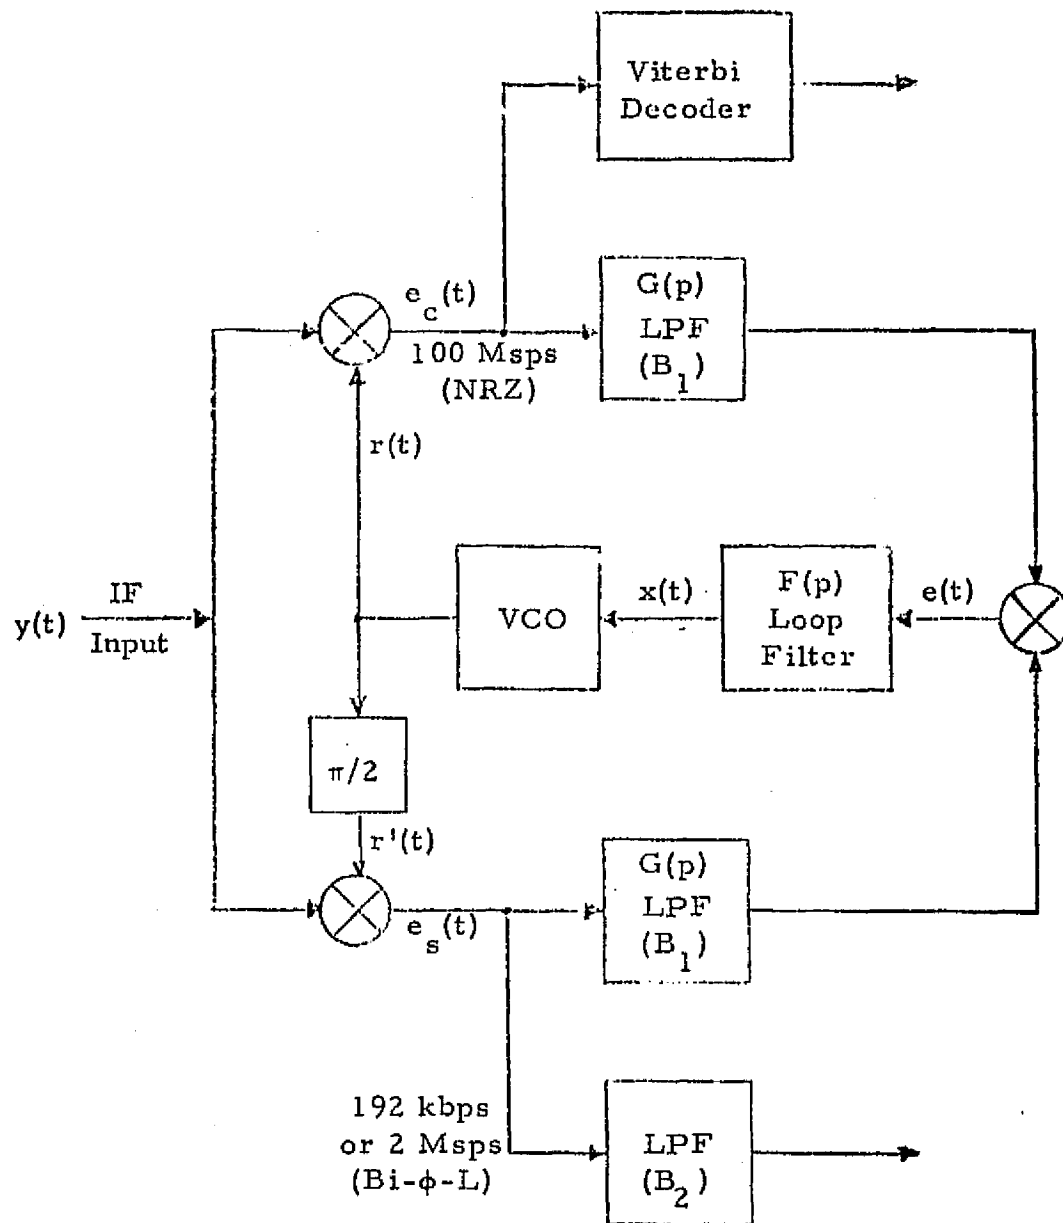 Viterbi
Decoder
e_c(t)
100 Msps
(NRZ)
G(p)
LPF
(B_1)
r(t)
y(t)
IF
Input
VCO
x(t)
F(p)
Loop
Filter
e(t)
π/2
r'(t)
e_s(t)
G(p)
LPF
(B_1)
192 kbps
or 2 Msps
(Bi-ϕ-L)
LPF
(B_2)